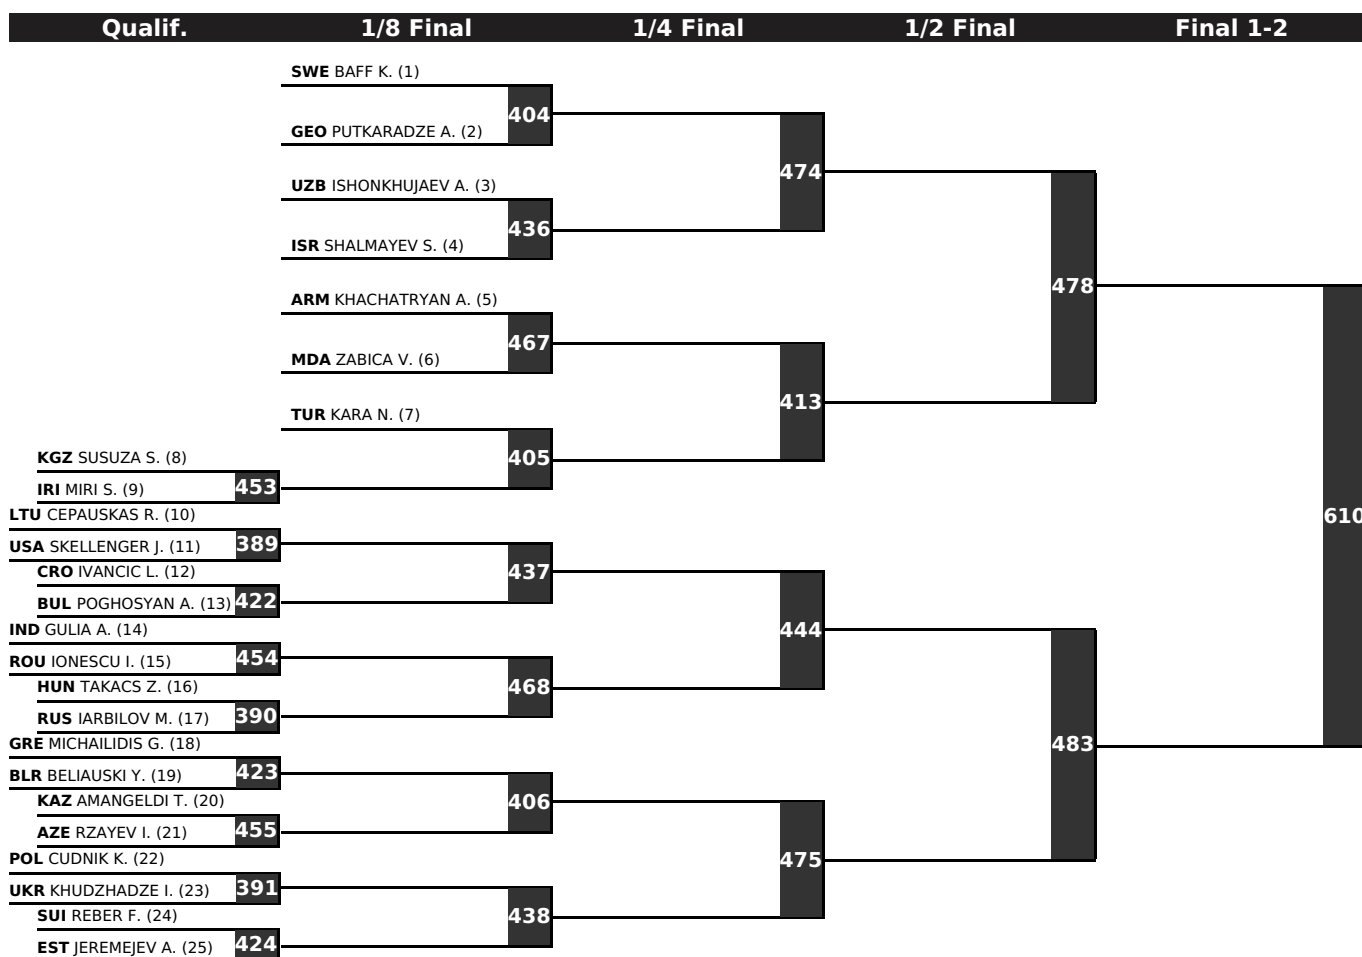 Qualif. 1/8 Final 1/4 Final 1/2 Final Final 1-2
SWE BAFF K. (1)
404
GEO PUTKARADZE A. (2)
474
UZB ISHONKHUJAEV A. (3)
436
ISR SHALMAYEV S. (4)
478
ARM KHACHATRYAN A. (5)
467
MDA ZABICA V. (6)
413
TUR KARA N. (7)
405
KGZ SUSUZA S. (8)
453
IRI MIRI S. (9)
610
LTU CEPAUSKAS R. (10)
389
USA SKELLENGER J. (11)
437
CRO IVANCIC L. (12)
422
BUL POGHOSYAN A. (13)
444
IND GULIA A. (14)
454
ROU IONESCU I. (15)
468
HUN TAKACS Z. (16)
390
RUS IARBILOV M. (17)
483
GRE MICHAILIDIS G. (18)
423
BLR BELIAUSKI Y. (19)
406
KAZ AMANGELDI T. (20)
455
AZE RZAYEV I. (21)
475
POL CUDNIK K. (22)
391
UKR KHUDZHADZE I. (23)
438
SUI REBER F. (24)
424
EST JEREMEJEV A. (25)